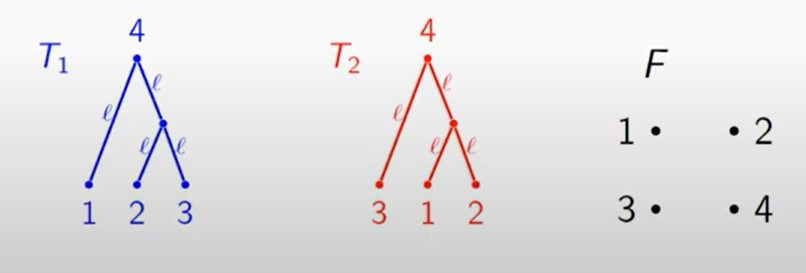 4 4
T₁ T₂ F
ℓ ℓ
ℓ ℓ
1 • • 2
ℓ ℓ ℓ ℓ
1 2 3 3 1 2 3 • • 4